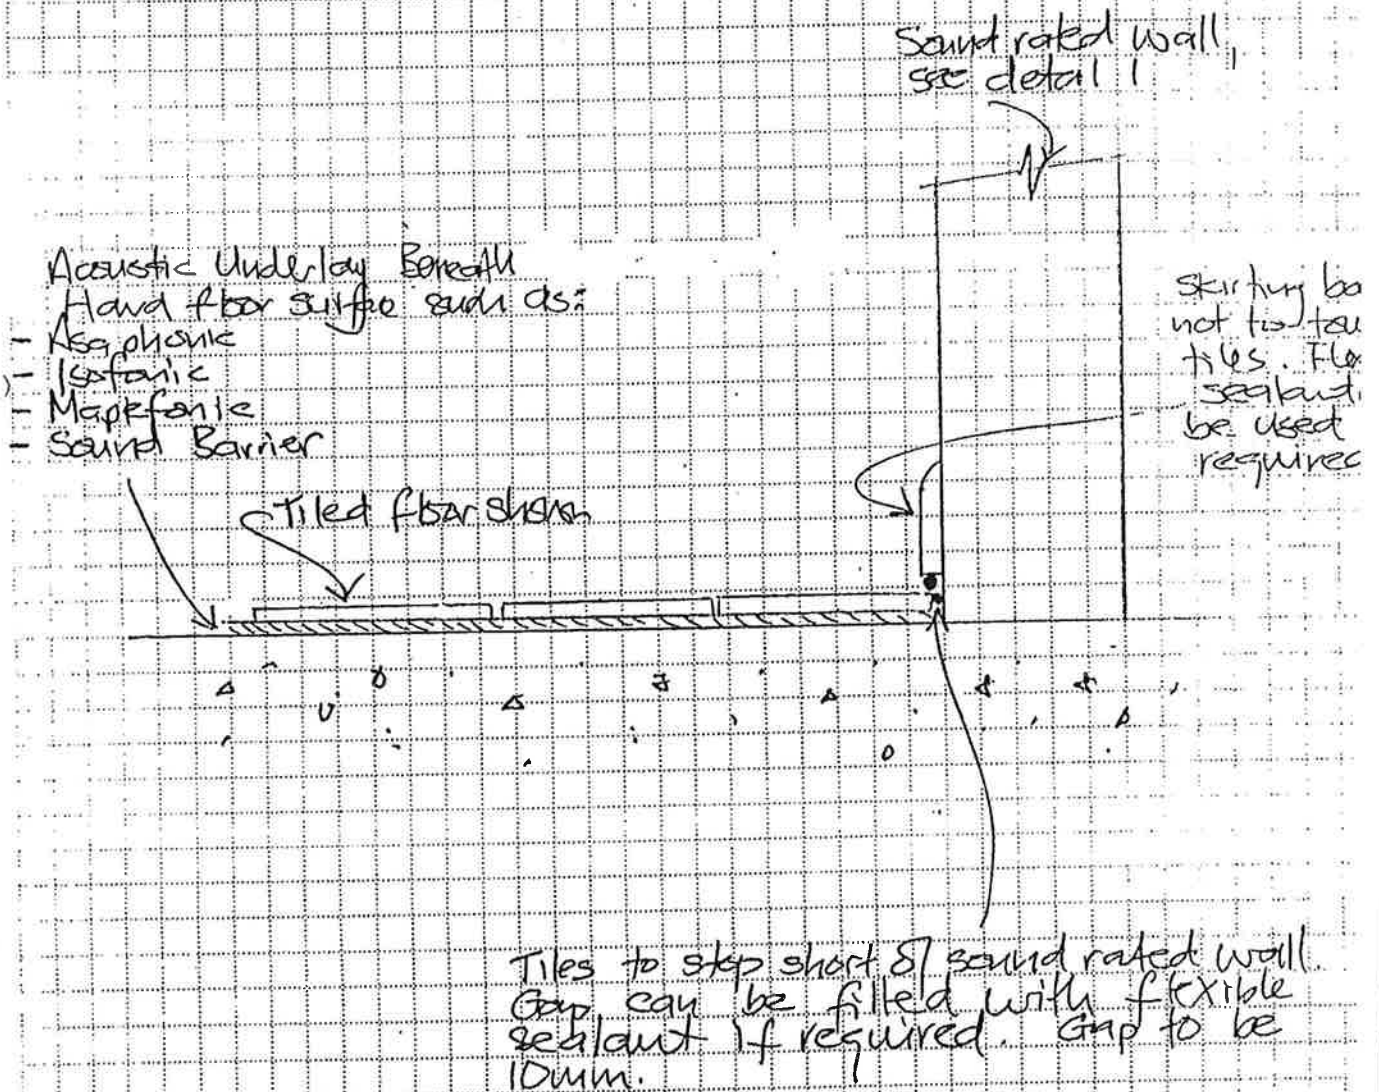 Sound rated wall,
see detail 1
Acoustic Underlay Beneath
Hard floor surface such as:
- Asaphonic
- Isofonic
- Mapefonic
- Sound Barrier
Tiled floor shown
Skirting bo
not to tou
tiles. Fle
sealant
be used
required
Tiles to stop short of sound rated wall.
Gap can be filled with flexible
sealant if required. Gap to be
10mm.